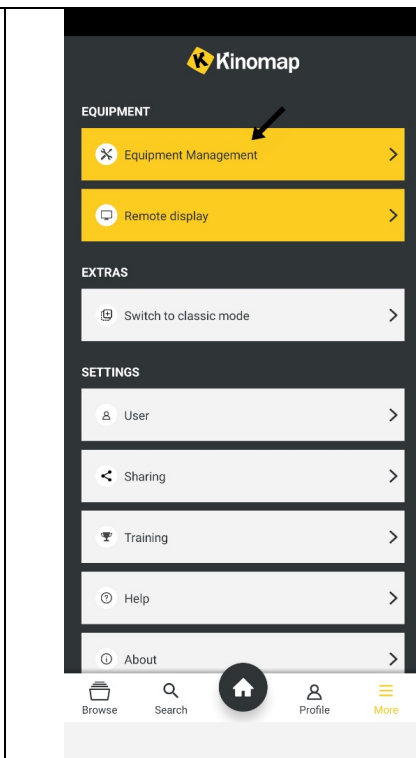 Kinomap
EQUIPMENT
Equipment Management
Remote display
EXTRAS
Switch to classic mode
SETTINGS
User
Sharing
Training
Help
About
Browse Search Profile More